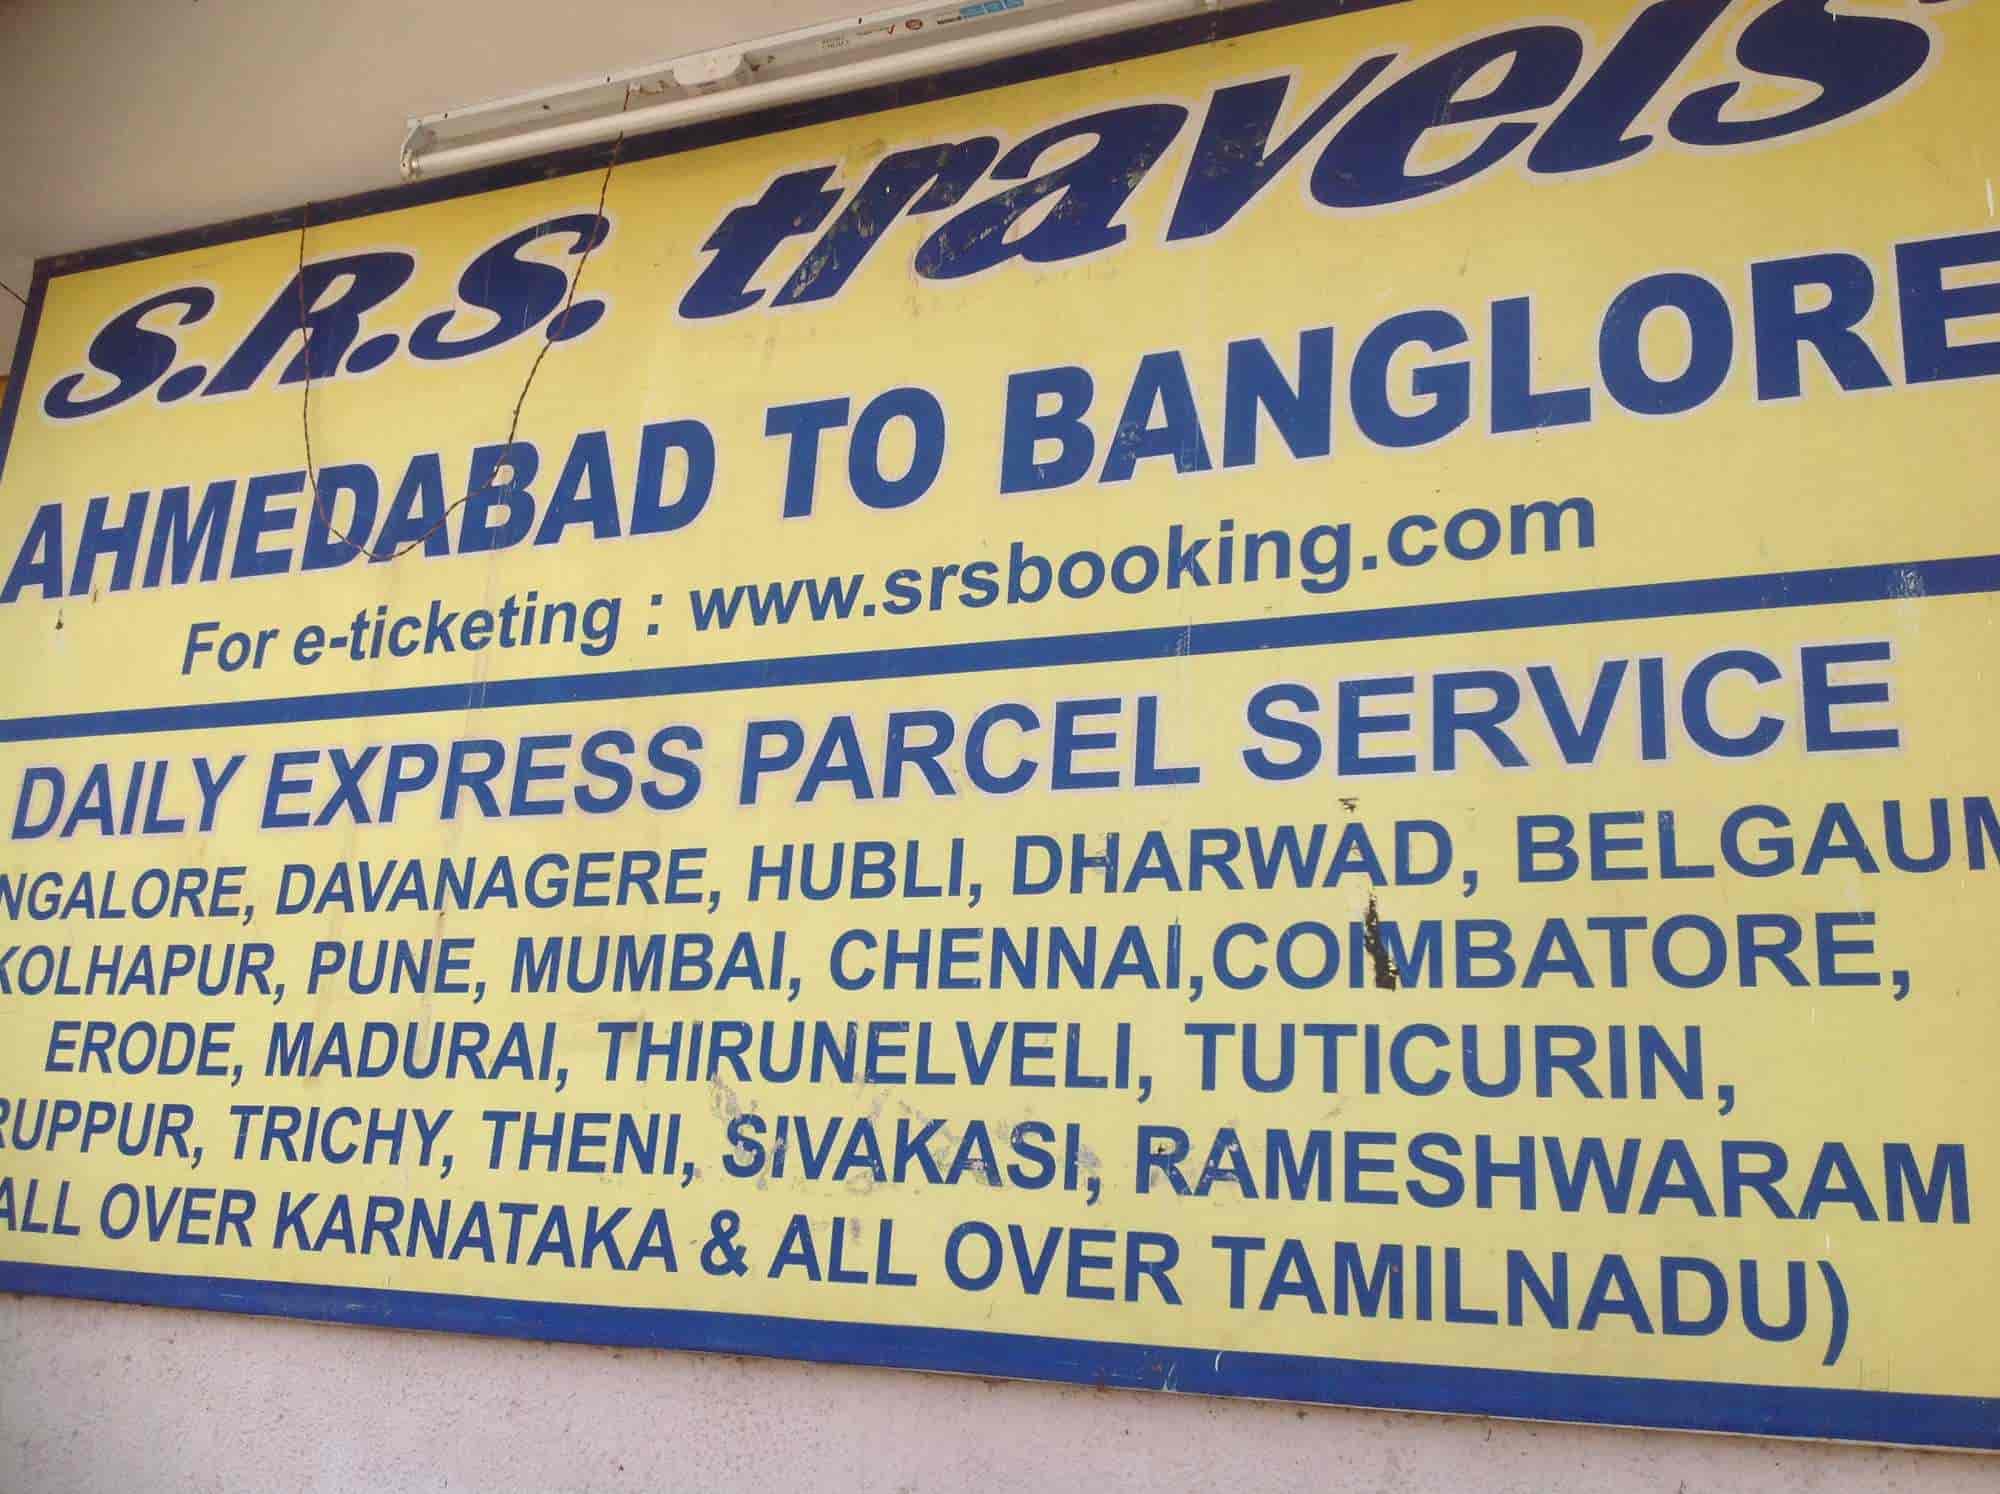 S.R.S. travels
AHMEDABAD TO BANGLORE
For e-ticketing : www.srsbooking.com
DAILY EXPRESS PARCEL SERVICE
NGALORE, DAVANAGERE, HUBLI, DHARWAD, BELGAUM
KOLHAPUR, PUNE, MUMBAI, CHENNAI,COIMBATORE,
ERODE, MADURAI, THIRUNELVELI, TUTICURIN,
RUPPUR, TRICHY, THENI, SIVAKASI, RAMESHWARAM
ALL OVER KARNATAKA & ALL OVER TAMILNADU)